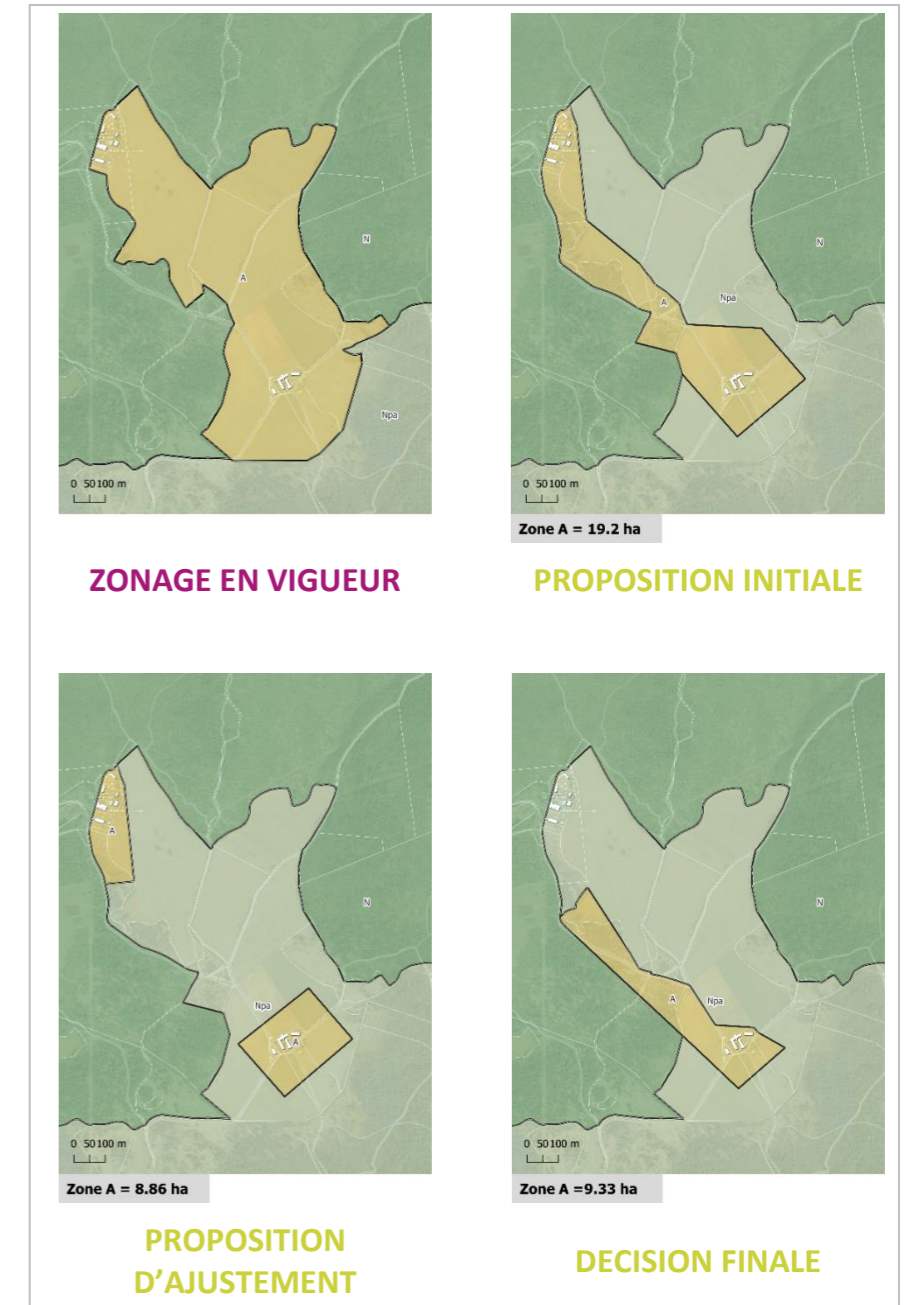 N
A
Npa
0 50100 m
ZONAGE EN VIGUEUR
N
Npa
A
0 50100 m
Zone A = 19.2 ha
PROPOSITION INITIALE
A
N
Npa
A
0 50100 m
Zone A = 8.86 ha
PROPOSITION
D’AJUSTEMENT
N
A
Npa
0 50100 m
Zone A =9.33 ha
DECISION FINALE